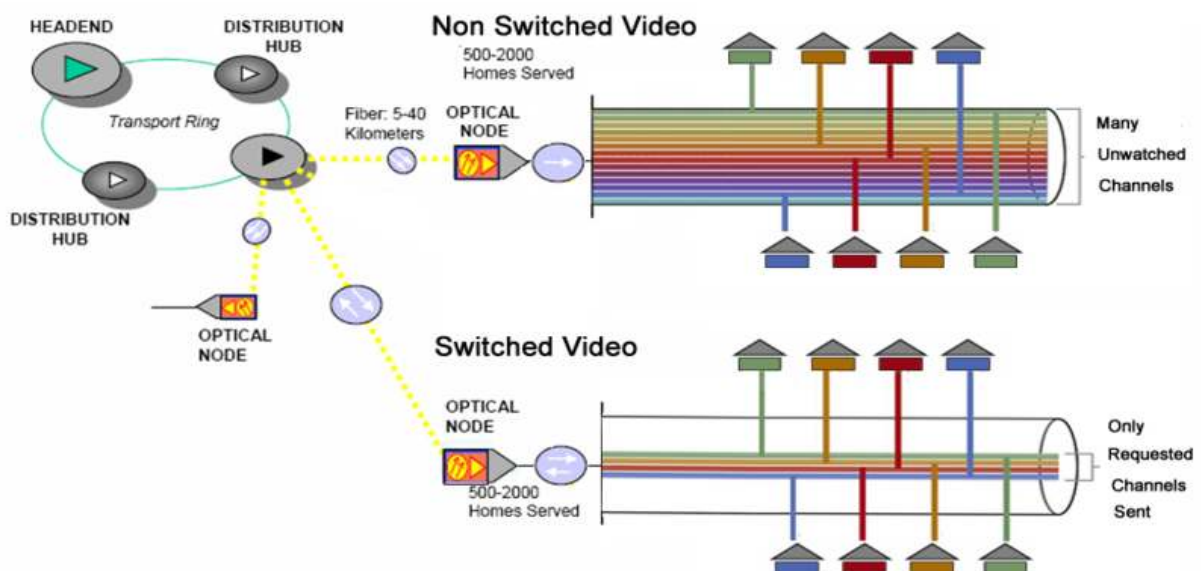 Non Switched Video
HEADEND
DISTRIBUTION
HUB
Transport Ring
DISTRIBUTION
HUB
Fiber: 5-40
Kilometers
500-2000
Homes Served
OPTICAL
NODE
Many
Unwatched
Channels
OPTICAL
NODE
Switched Video
OPTICAL
NODE
500-2000
Homes Served
Only
Requested
Channels
Sent